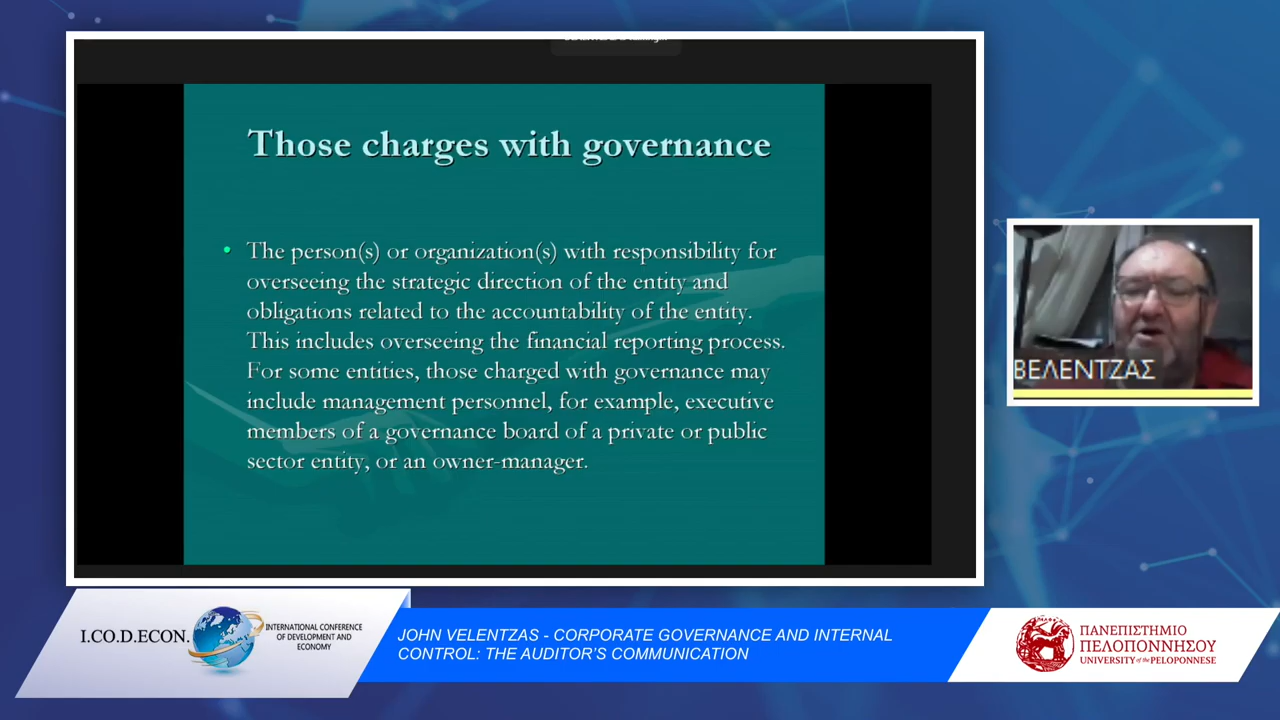 Those charges with governance
• The person(s) or organization(s) with responsibility for
overseeing the strategic direction of the entity and
obligations related to the accountability of the entity.
This includes overseeing the financial reporting process.
For some entities, those charged with governance may
include management personnel, for example, executive
members of a governance board of a private or public
sector entity, or an owner-manager.
ΒΕΛΕΝΤΖΑΣ
I.CO.D.ECON.
INTERNATIONAL CONFERENCE
OF DEVELOPMENT AND
ECONOMY
JOHN VELENTZAS - CORPORATE GOVERNANCE AND INTERNAL
CONTROL: THE AUDITOR'S COMMUNICATION
ΠΑΝΕΠΙΣΤΗΜΙΟ
ΠΕΛΟΠΟΝΝΗΣΟΥ
UNIVERSITY of the PELOPONNESE